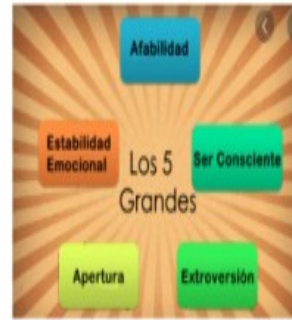 Afabilidad
Estabilidad
Emocional
Los 5
Grandes
Ser Consciente
Apertura
Extroversión